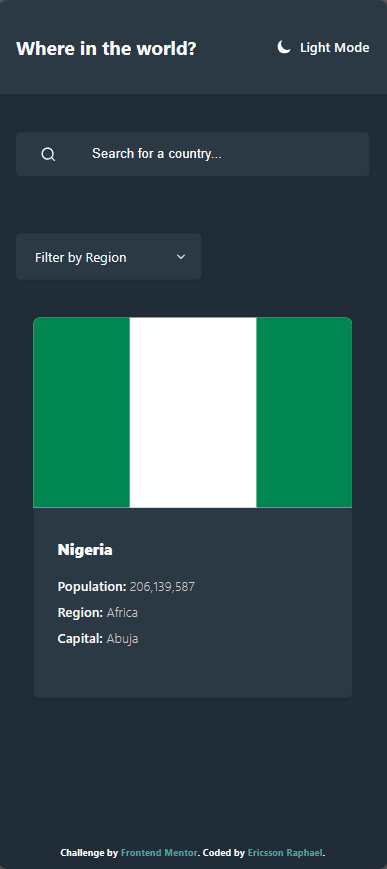 Where in the world?
Light Mode
Search for a country...
Filter by Region
Nigeria
Population: 206,139,587
Region: Africa
Capital: Abuja
Challenge by Frontend Mentor. Coded by Ericsson Raphael.